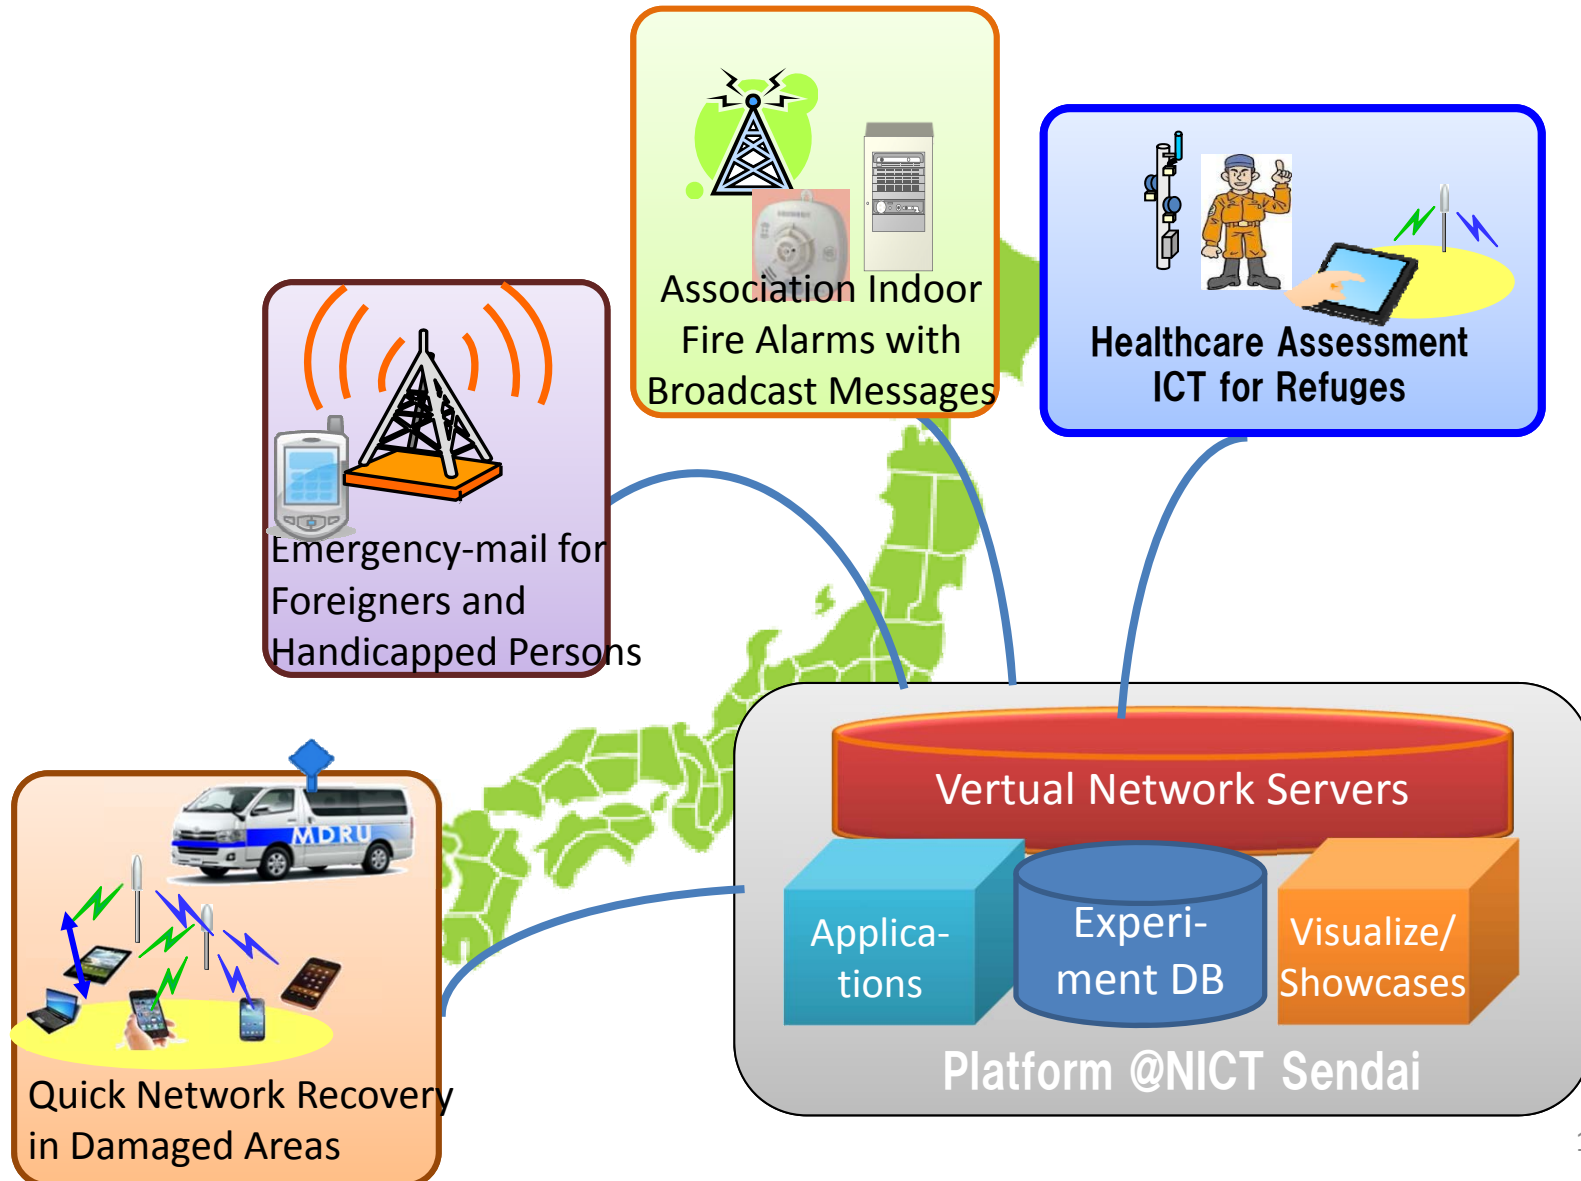 Association Indoor
Fire Alarms with
Broadcast Messages
Healthcare Assessment
ICT for Refuges
Emergency-mail for
Foreigners and
Handicapped Persons
MDRU
Quick Network Recovery
in Damaged Areas
Vertual Network Servers
Applica-
tions
Experi-
ment DB
Visualize/
Showcases
Platform @NICT Sendai